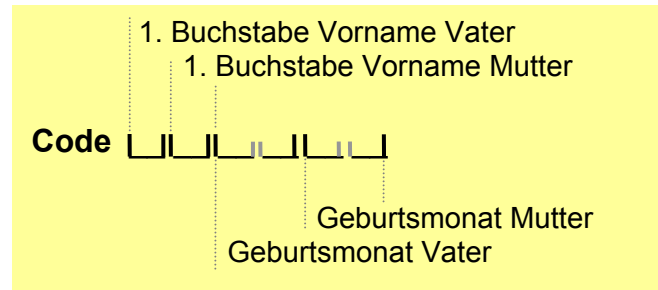 1. Buchstabe Vorname Vater
1. Buchstabe Vorname Mutter
Code
Geburtsmonat Mutter
Geburtsmonat Vater